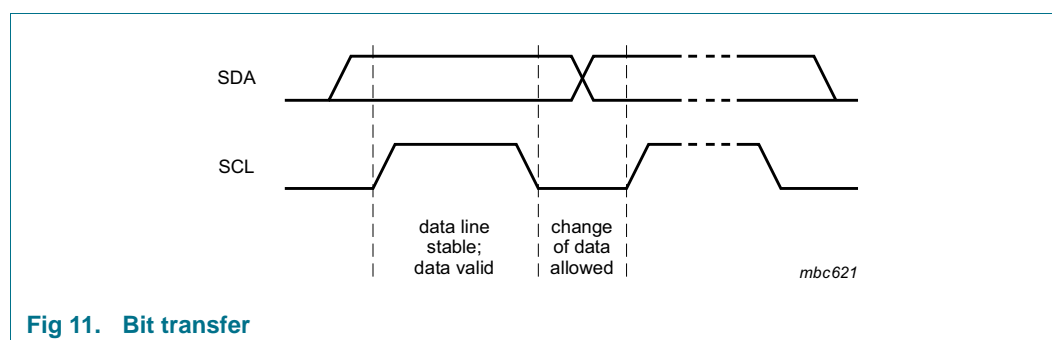 SDA
SCL
data line
stable;
data valid
change
of data
allowed
mbc621
Fig 11. Bit transfer